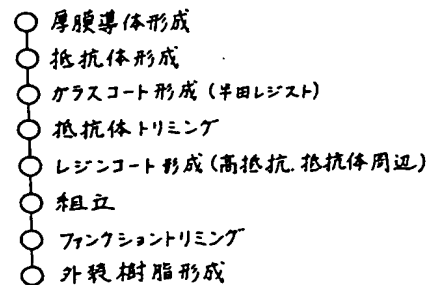 厚膜導体形成
抵抗体形成
ガラスコート形成(半田レジスト)
抵抗体トリミング
レジンコート形成(高抵抗.抵抗体周辺)
組立
ファンクショントリミング
外装樹脂形成